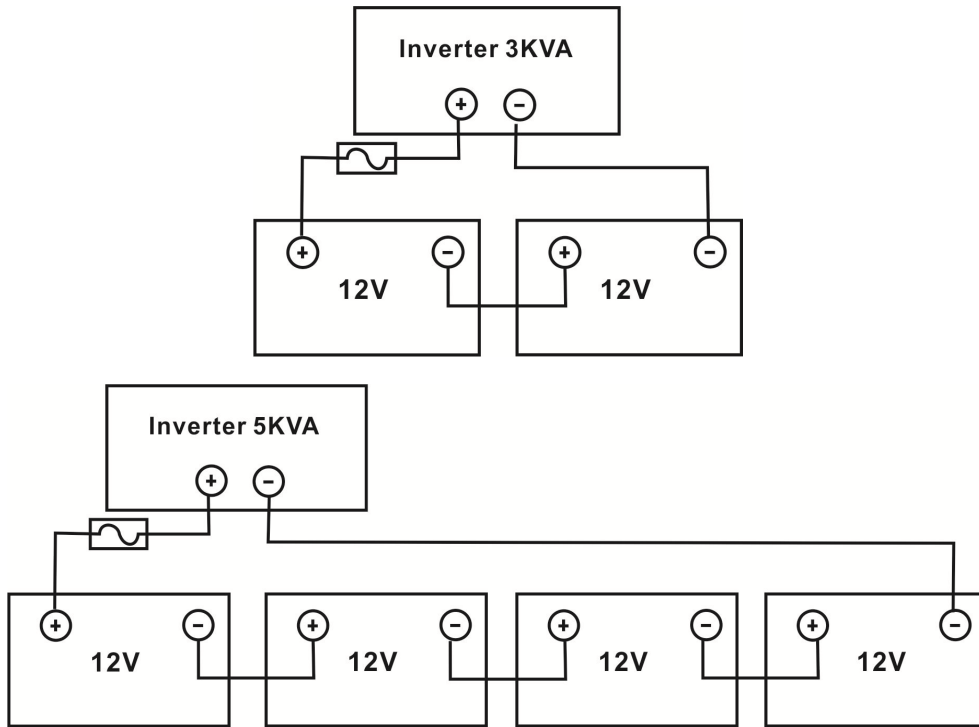 Inverter 3KVA
+ −
+ − + −
12V 12V
Inverter 5KVA
+ −
+ − + − + − + −
12V 12V 12V 12V